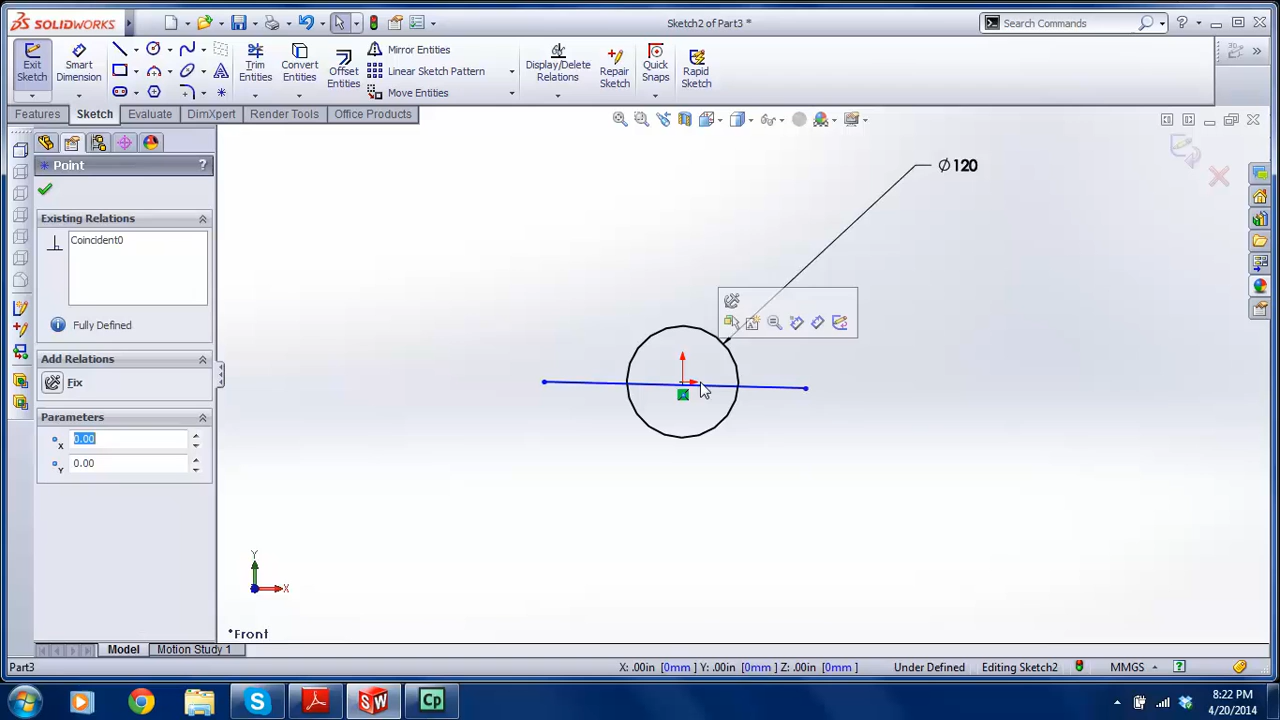 SOLIDWORKS
Sketch2 of Part3 *
Search Commands
Exit Sketch
Smart Dimension
Trim Entities
Convert Entities
Offset Entities
Mirror Entities
Linear Sketch Pattern
Move Entities
Display/Delete Relations
Repair Sketch
Quick Snaps
Rapid Sketch
Features
Sketch
Evaluate
DimXpert
Render Tools
Office Products
Point
?
Existing Relations
Coincident0
Fully Defined
Add Relations
Fix
Parameters
X 0.00
Y 0.00
∅120
Y
X
*Front
Model
Motion Study 1
Part3
X: .00in [0mm] Y: .00in [0mm] Z: .00in [0mm]
Under Defined
Editing Sketch2
MMGS
?
SW
Cp
8:22 PM
4/20/2014